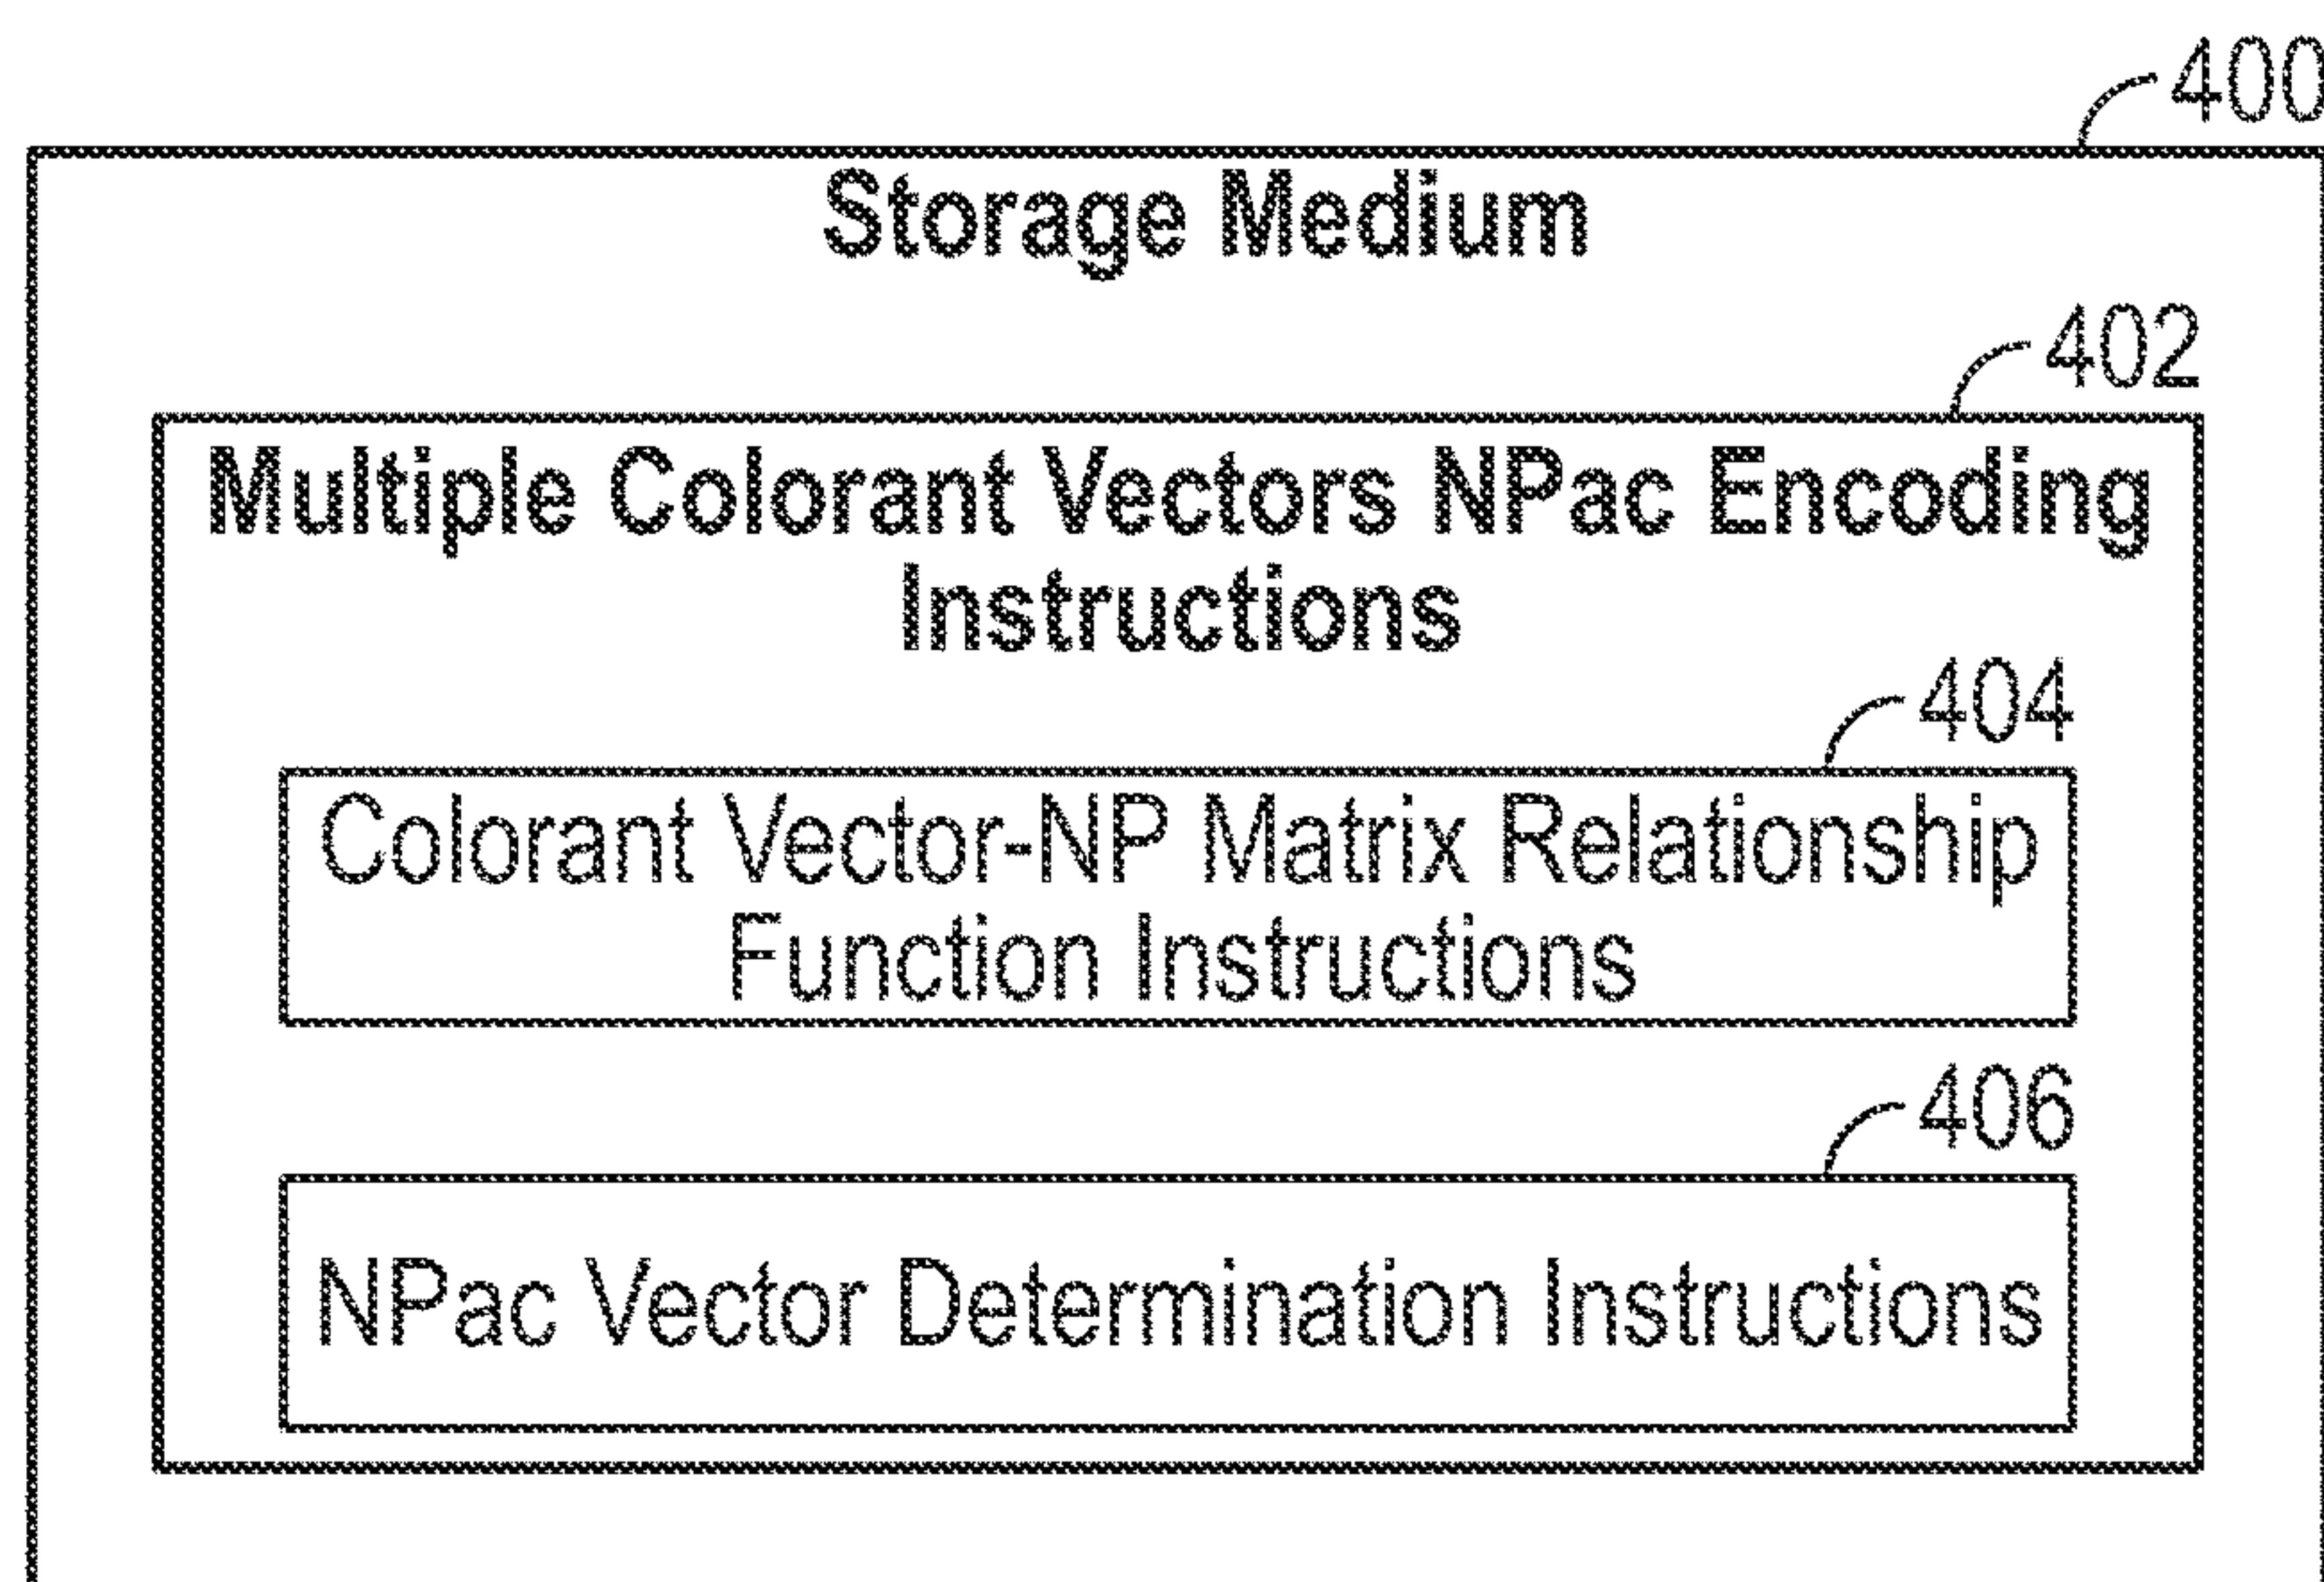 400
Storage Medium
402
Multiple Colorant Vectors NPac Encoding
Instructions
404
Colorant Vector-NP Matrix Relationship
Function Instructions
406
NPac Vector Determination Instructions